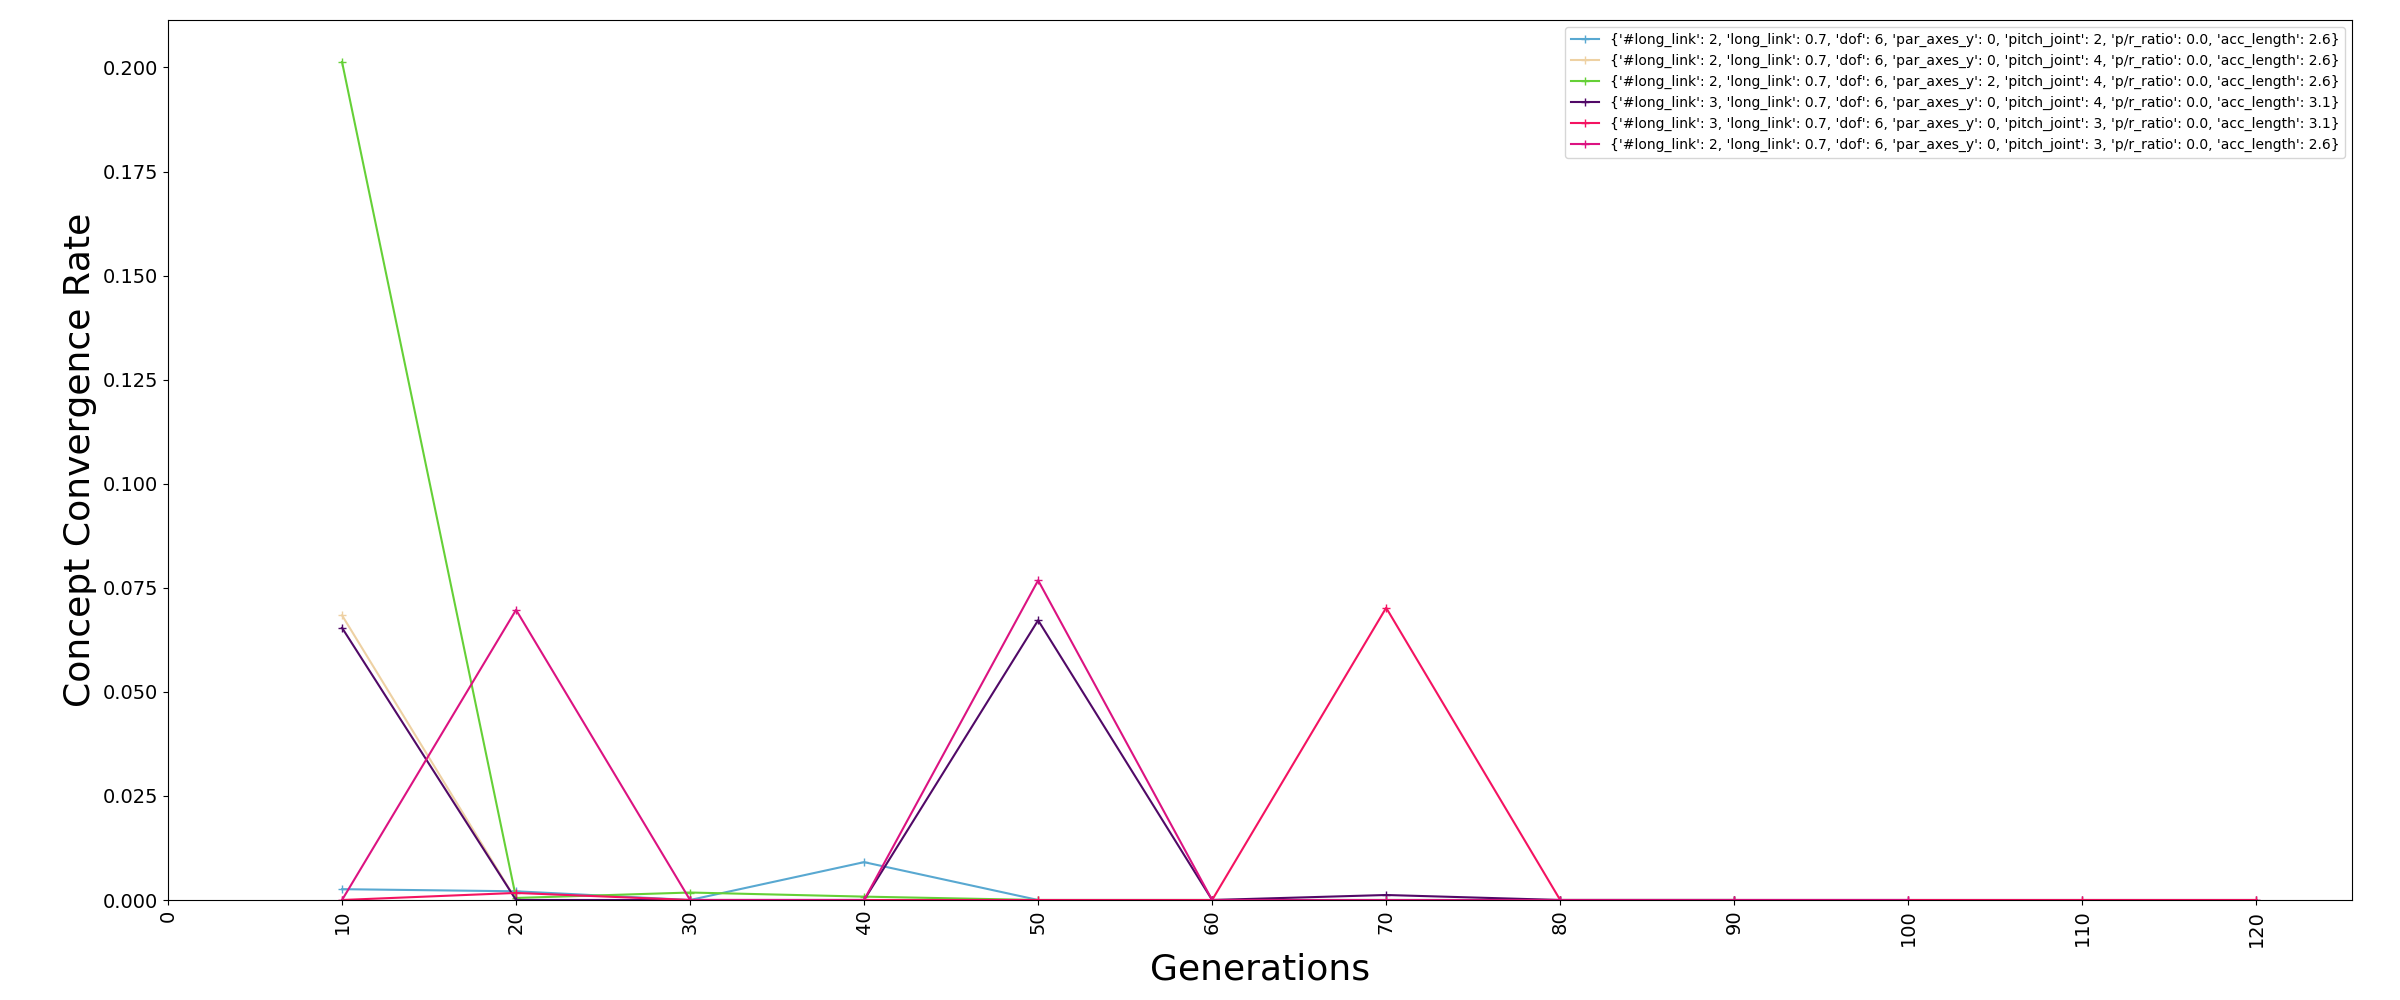 {'#long_link': 2, 'long_link': 0.7, 'dof': 6, 'par_axes_y': 0, 'pitch_joint': 2, 'p/r_ratio': 0.0, 'acc_length': 2.6}
{'#long_link': 2, 'long_link': 0.7, 'dof': 6, 'par_axes_y': 0, 'pitch_joint': 4, 'p/r_ratio': 0.0, 'acc_length': 2.6}
{'#long_link': 2, 'long_link': 0.7, 'dof': 6, 'par_axes_y': 2, 'pitch_joint': 4, 'p/r_ratio': 0.0, 'acc_length': 2.6}
{'#long_link': 3, 'long_link': 0.7, 'dof': 6, 'par_axes_y': 0, 'pitch_joint': 4, 'p/r_ratio': 0.0, 'acc_length': 3.1}
{'#long_link': 3, 'long_link': 0.7, 'dof': 6, 'par_axes_y': 0, 'pitch_joint': 3, 'p/r_ratio': 0.0, 'acc_length': 3.1}
{'#long_link': 2, 'long_link': 0.7, 'dof': 6, 'par_axes_y': 0, 'pitch_joint': 3, 'p/r_ratio': 0.0, 'acc_length': 2.6}
Concept Convergence Rate
0.200
0.175
0.150
0.125
0.100
0.075
0.050
0.025
0.000
0
10
20
30
40
50
60
70
80
90
100
110
120
Generations